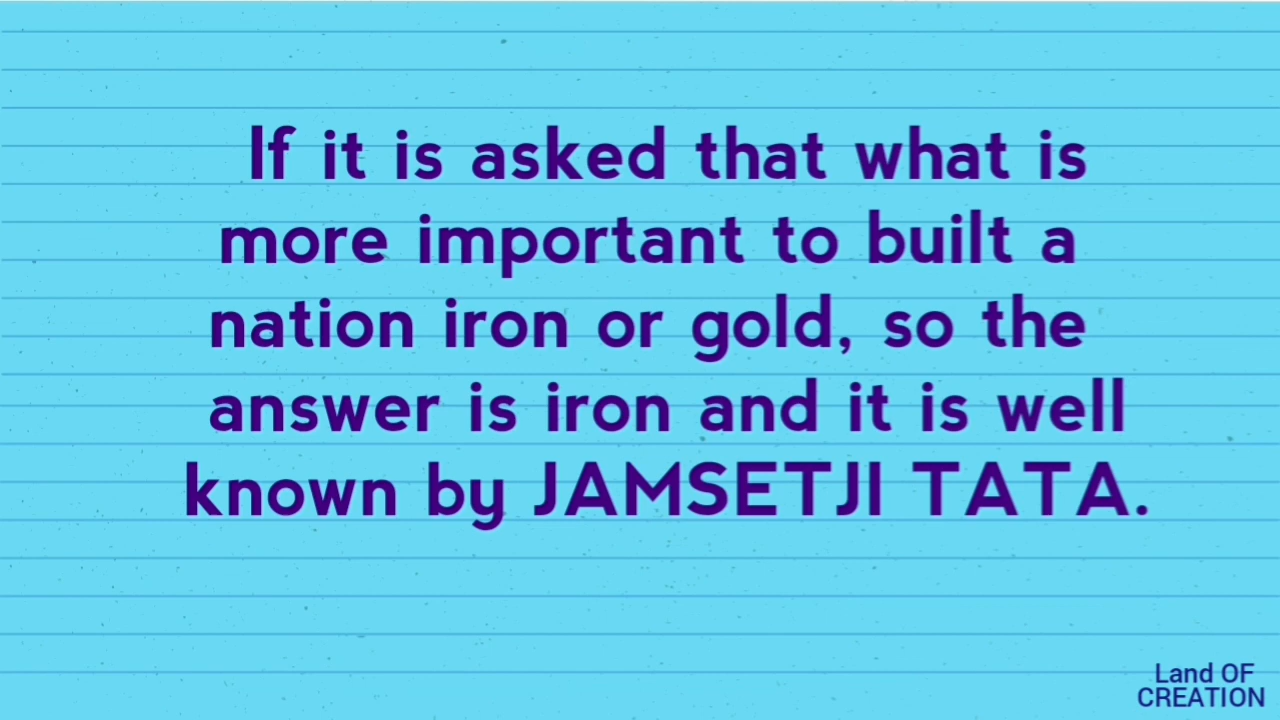 If it is asked that what is
more important to built a
nation iron or gold, so the
answer is iron and it is well
known by JAMSETJI TATA.
Land OF
CREATION